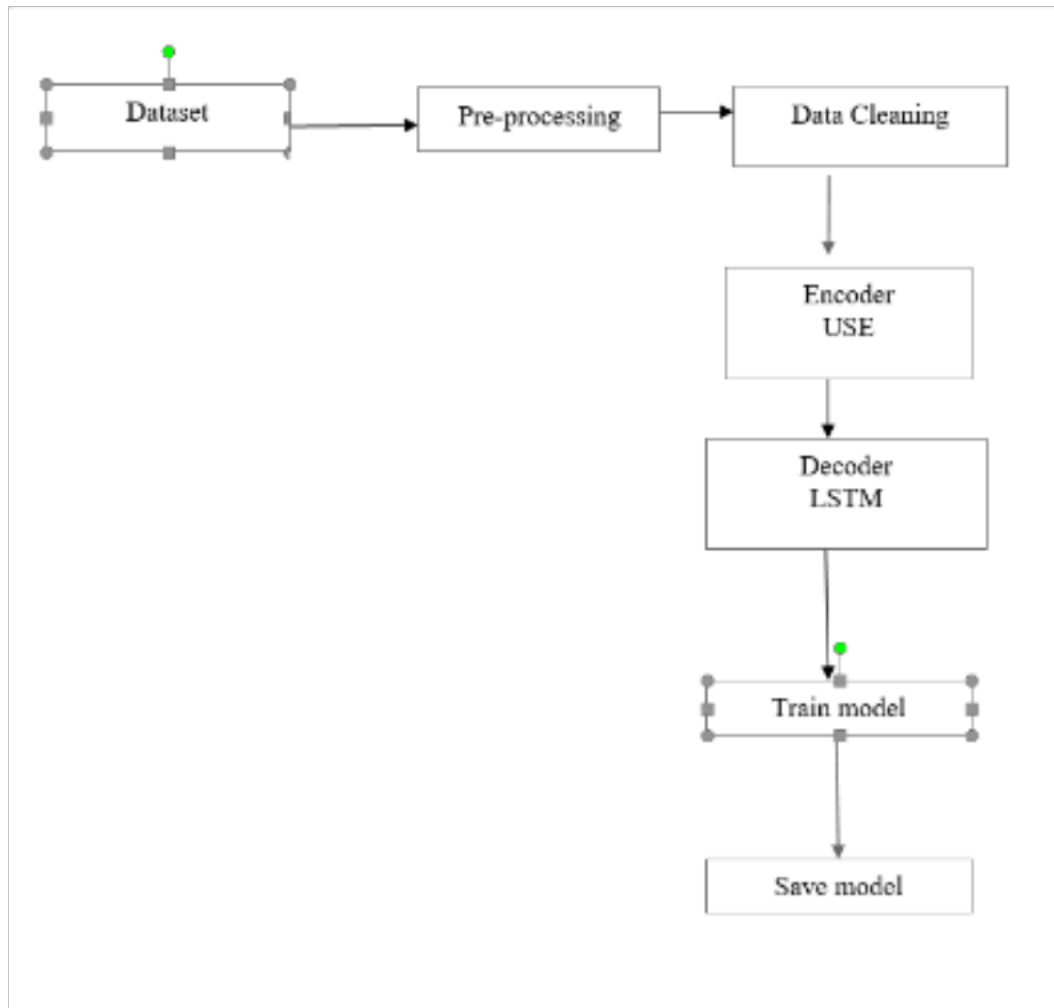 Dataset
Pre-processing
Data Cleaning
Encoder
USE
Decoder
LSTM
Train model
Save model